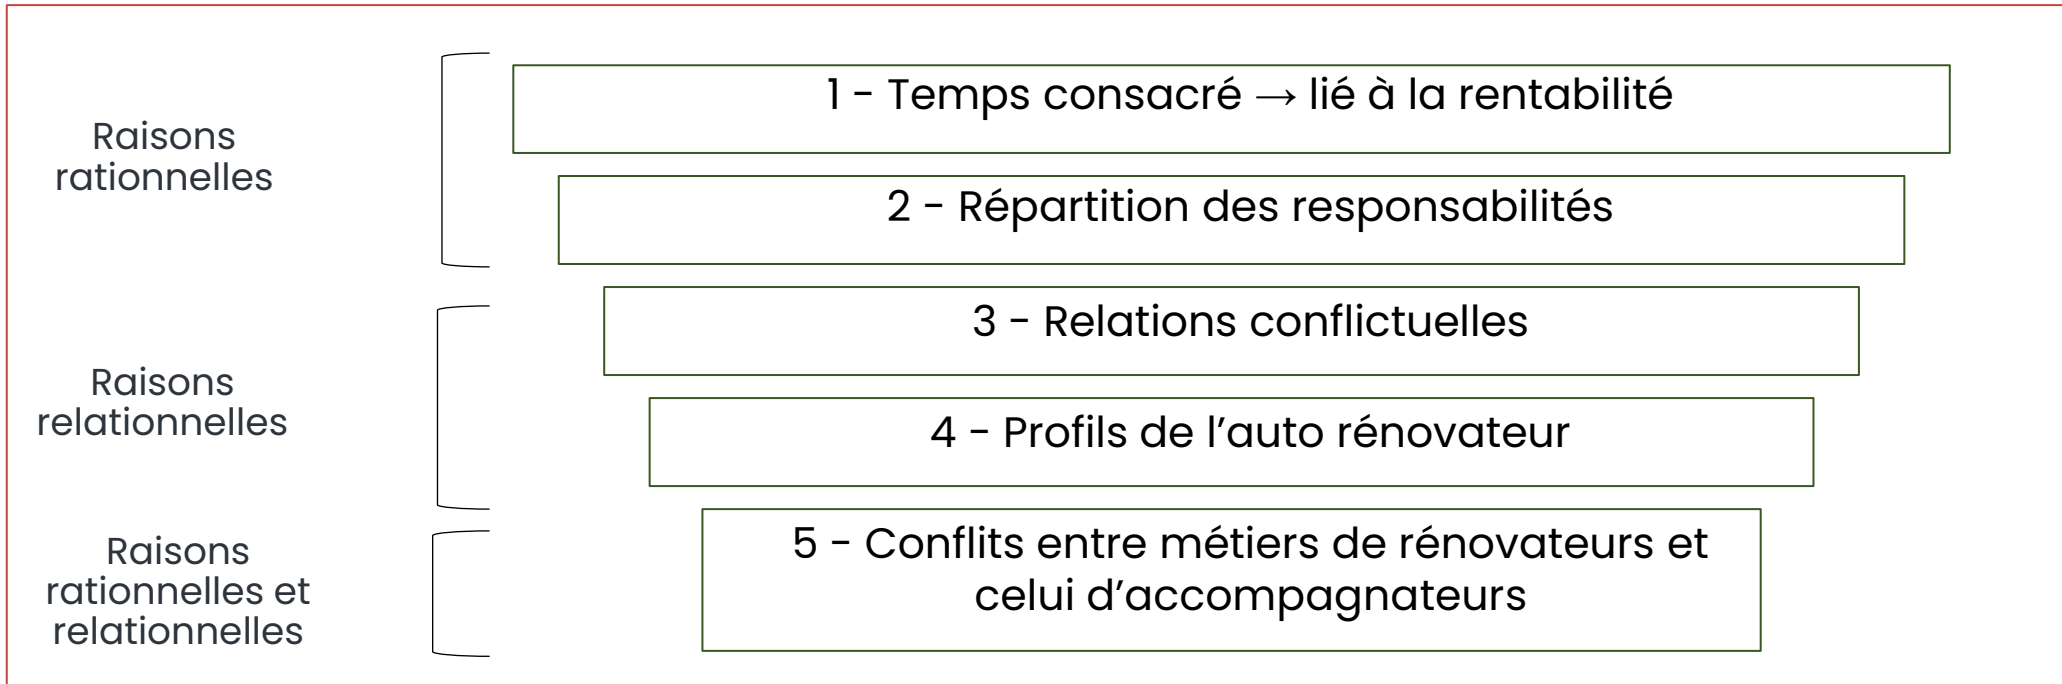 Raisons
rationnelles
1 - Temps consacré → lié à la rentabilité
2 - Répartition des responsabilités
Raisons
relationnelles
3 - Relations conflictuelles
4 - Profils de l’auto rénovateur
Raisons
rationnelles et
relationnelles
5 - Conflits entre métiers de rénovateurs et
celui d’accompagnateurs